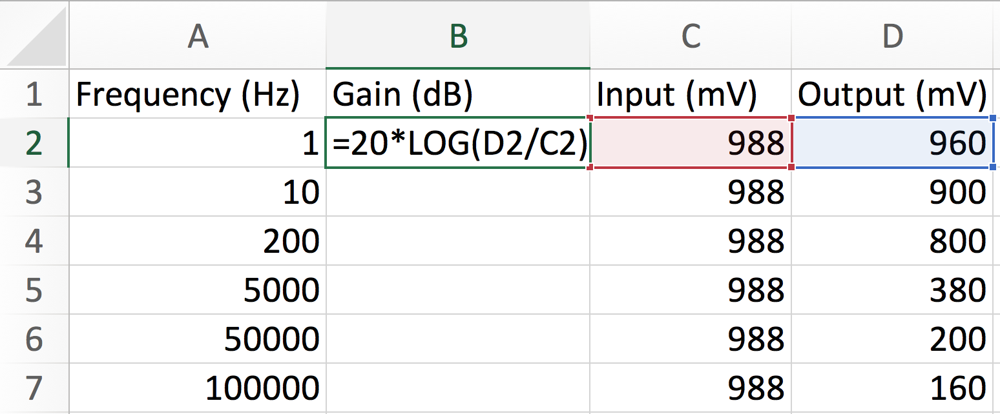 A B C D
1 Frequency (Hz) Gain (dB) Input (mV) Output (mV)
2 1 =20*LOG(D2/C2) 988 960
3 10 988 900
4 200 988 800
5 5000 988 380
6 50000 988 200
7 100000 988 160